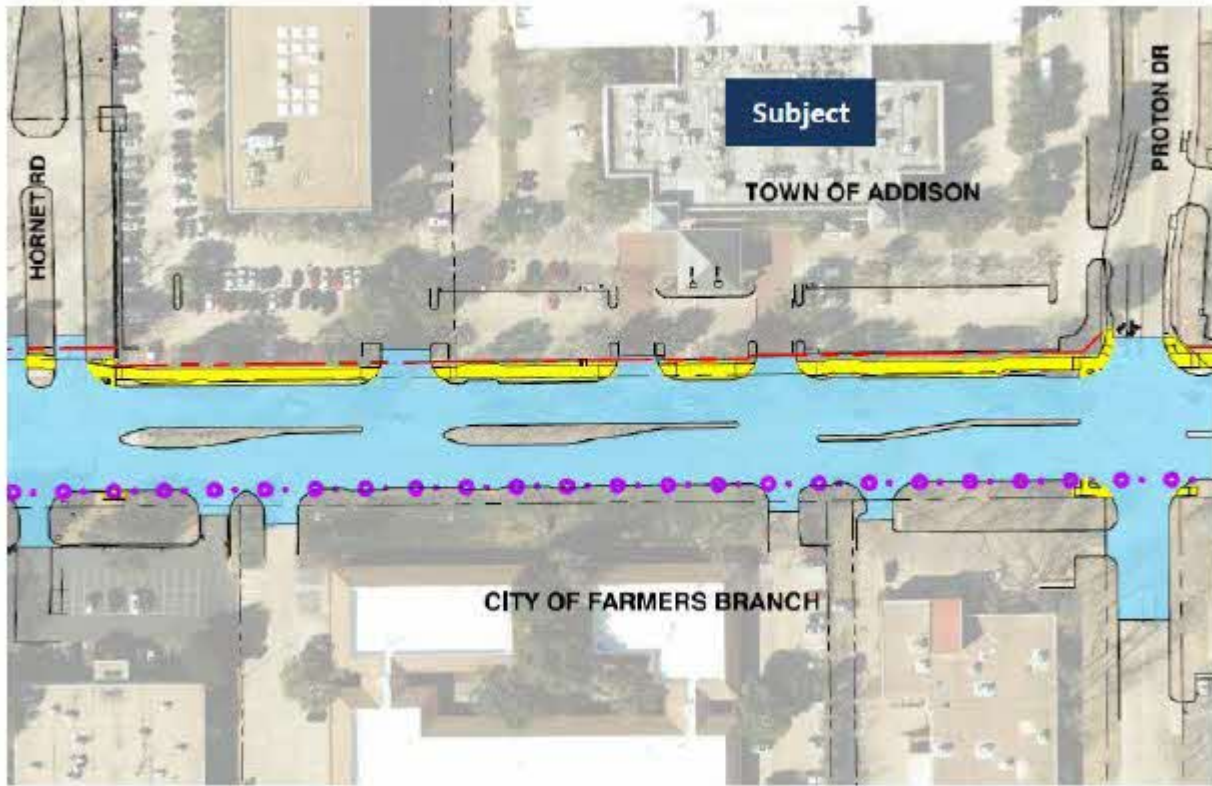 Subject
TOWN OF ADDISON
HORNET RD
PROTON DR
CITY OF FARMERS BRANCH